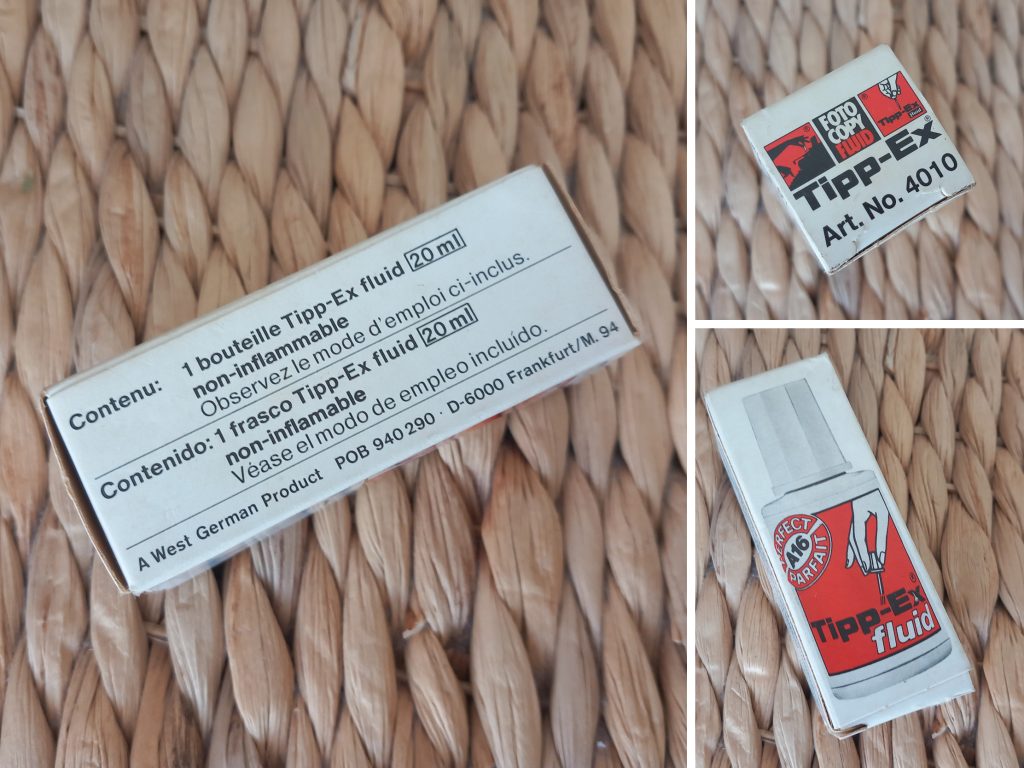 Contenu: 1 bouteille Tipp-Ex fluid 20 ml
non-inflammable
Observez le mode d'emploi ci-inclus.
Contenido: 1 frasco Tipp-Ex fluid 20 ml
non-inflamable
Véase el modo de empleo incluído.
A West German Product POB 940 290 · D-6000 Frankfurt/M. 94
FOTO
COPY
FLUID
Tipp-Ex
fluid
Tipp-Ex®
Art. No. 4010
PERFECT
A16
PARFAIT
Tipp-Ex®
fluid